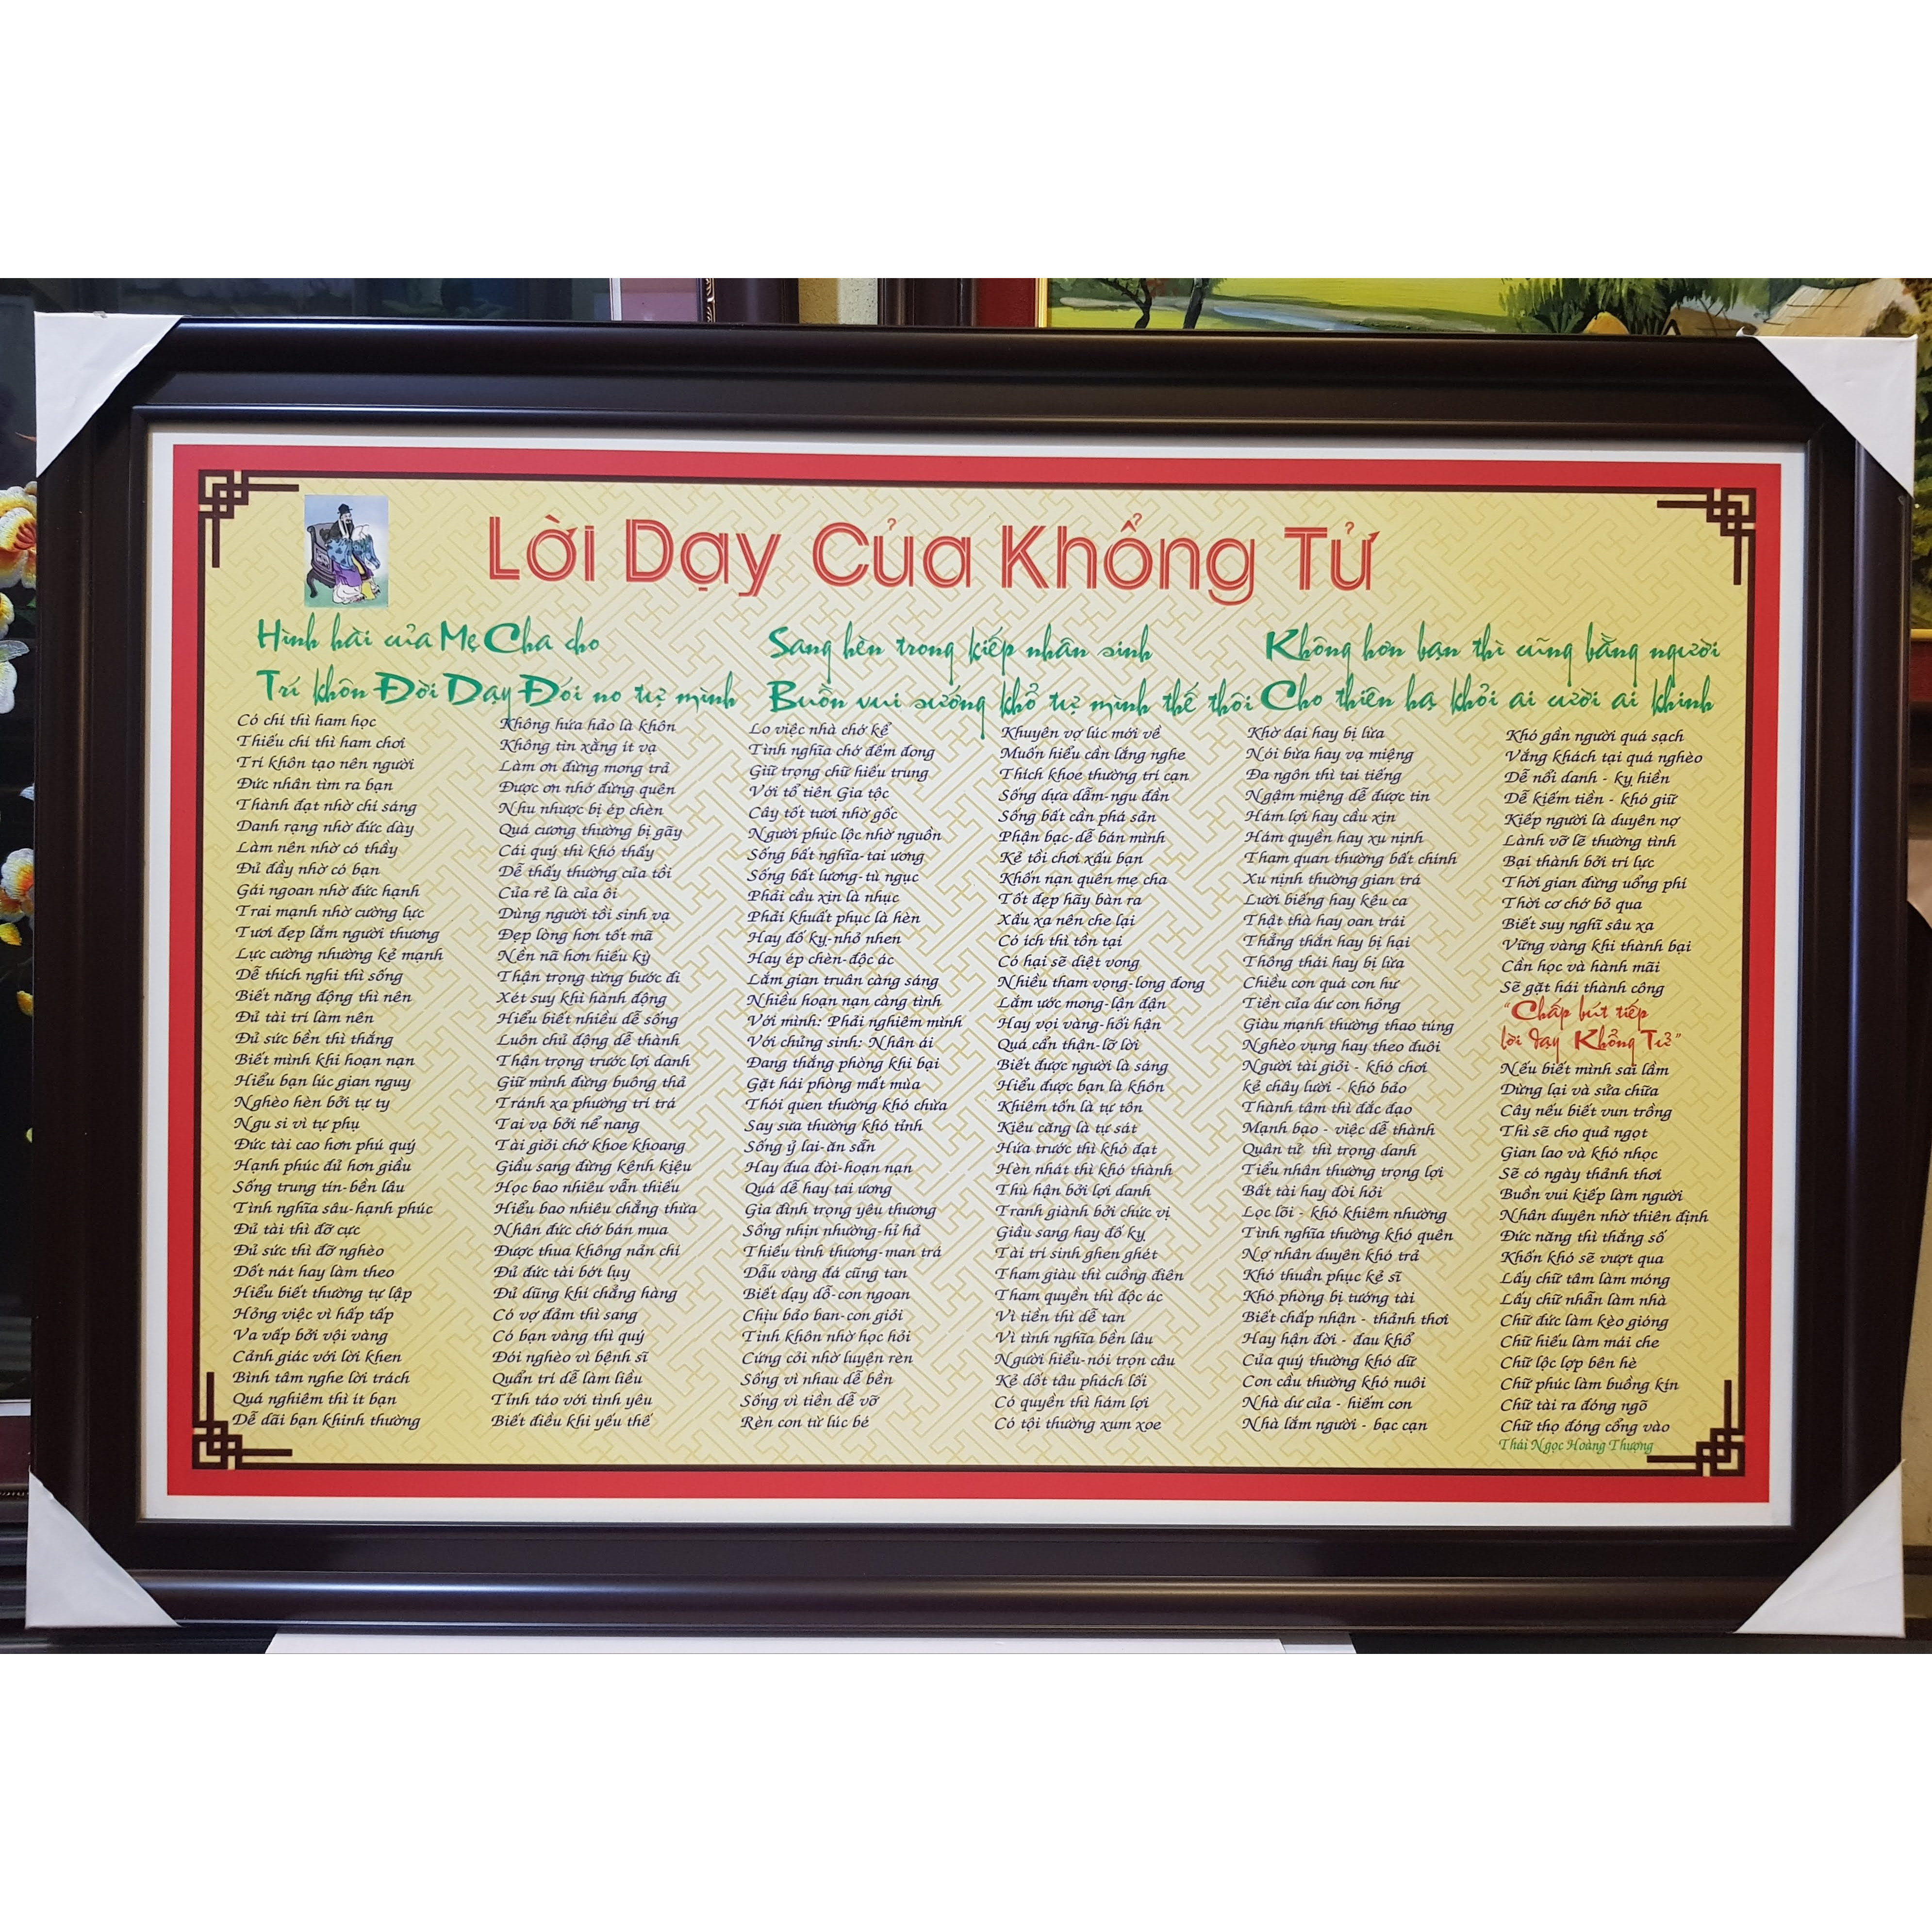 Lời Dạy Của Khổng Tử
Hình hài của Mẹ Cha cho
Trí khôn Đời Dạy Đói no tự mình
Sang hèn trong kiếp nhân sinh
Buồn vui sướng khổ tự mình thế thôi
Không hơn bạn thì cũng bằng người
Cho thiên hạ khỏi ai cười ai khinh
Có chí thì ham học
Thiếu chí thì ham chơi
Trí khôn tạo nên người
Đức nhân tìm ra bạn
Thành đạt nhờ chí sáng
Danh rạng nhờ đức dày
Làm nên nhờ có thầy
Đủ đầy nhờ có bạn
Gái ngoan nhờ đức hạnh
Trai mạnh nhờ cường lực
Tươi đẹp lắm người thương
Lực cường nhường kẻ mạnh
Dễ thích nghi thì sống
Biết năng động thì nên
Đủ tài trí làm nên
Đủ sức bền thì thắng
Biết mình khi hoạn nạn
Hiểu bạn lúc gian nguy
Nghèo hèn bởi tự ty
Ngu si vì tự phụ
Đức tài cao hơn phú quý
Hạnh phúc đủ hơn giầu
Sống trung tín-bền lâu
Tình nghĩa sâu-hạnh phúc
Đủ tài thì đỡ cực
Đủ sức thì đỡ nghèo
Dốt nát hay làm theo
Hiểu biết thường tự lập
Hỏng việc vì hấp tấp
Va vấp bởi vội vàng
Cảnh giác với lời khen
Bình tâm nghe lời trách
Quá nghiêm thì ít bạn
Dễ dãi bạn khinh thường
Không hứa hão là khôn
Không tin xằng ít vạ
Làm ơn đừng mong trả
Được ơn nhớ đừng quên
Nhu nhược bị ép chèn
Quá cương thường bị gãy
Cái quý thì khó thấy
Dễ thấy thường của tồi
Của rẻ là của ôi
Dùng người tồi sinh vạ
Đẹp lòng hơn tốt mã
Nền nã hơn hiếu kỳ
Thận trọng từng bước đi
Xét suy khi hành động
Hiểu biết nhiều dễ sống
Luôn chủ động dễ thành
Thận trọng trước lợi danh
Giữ mình đừng buông thả
Tránh xa phường trí trá
Tai vạ bởi nể nang
Tài giỏi chớ khoe khoang
Giầu sang đừng kênh kiệu
Học bao nhiêu vẫn thiếu
Hiểu bao nhiêu chẳng thừa
Nhân đức chớ bán mua
Được thua không nản chí
Đủ đức tài bớt lụy
Đủ dũng khí chẳng hàng
Có vợ đảm thì sang
Có bạn vàng thì quý
Đói nghèo vì bệnh sĩ
Quẩn trí dễ làm liều
Tỉnh táo với tình yêu
Biết điều khi yếu thế
Lo việc nhà chớ kể
Tình nghĩa chớ đếm đong
Giữ trọng chữ hiếu trung
Với tổ tiên Gia tộc
Cây tốt tươi nhờ gốc
Người phúc lộc nhờ nguồn
Sống bất nghĩa-tai ương
Sống bất lương-tù ngục
Phải cầu xin là nhục
Phải khuất phục là hèn
Hay đố kỵ-nhỏ nhen
Hay ép chèn-độc ác
Lắm gian truân càng sáng
Nhiều hoạn nạn càng tinh
Với mình: Phải nghiêm minh
Với chúng sinh: Nhân ái
Đang thắng phòng khi bại
Gặt hái phòng mất mùa
Thói quen thường khó chừa
Say sưa thường khó tỉnh
Sống ỷ lại-ăn sẵn
Hay đua đòi-hoạn nạn
Quá dễ hay tai ương
Gia đình trọng yêu thương
Sống nhịn nhường-hỉ hả
Thiếu tình thương-man trá
Dẫu vàng đá cũng tan
Biết dạy dỗ-con ngoan
Chịu bảo ban-con giỏi
Tinh khôn nhờ học hỏi
Cứng cỏi nhờ luyện rèn
Sống vì nhau dễ bền
Sống vì tiền dễ vỡ
Rèn con từ lúc bé
Khuyên vợ lúc mới về
Muốn hiểu cần lắng nghe
Thích khoe thường trí cạn
Sống dựa dẫm-ngu đần
Sống bất cần phá sản
Phận bạc-dễ bán mình
Kẻ tồi chơi xấu bạn
Khốn nạn quên mẹ cha
Tốt đẹp hãy bàn ra
Xấu xa nên che lại
Có ích thì tồn tại
Có hại sẽ diệt vong
Nhiều tham vọng-long đong
Lắm ước mong-lận đận
Hay vọi vàng-hối hận
Quá cẩn thận-lỡ lời
Biết được người là sáng
Hiểu được bạn là khôn
Khiêm tốn là tự tôn
Kiêu căng là tự sát
Hứa trước thì khó đạt
Hèn nhát thì khó thành
Thù hận bởi lợi danh
Tranh giành bởi chức vị
Giầu sang hay đố kỵ
Tài trí sinh ghen ghét
Tham giàu thì cuồng điên
Tham quyền thì độc ác
Vì tiền thì dễ tan
Vì tình nghĩa bền lâu
Người hiểu-nói trọn câu
Kẻ dốt tâu phách lối
Có quyền thì hám lợi
Có tội thường xum xoe
Khờ dại hay bị lừa
Nói bừa hay vạ miệng
Đa ngôn thì tai tiếng
Ngậm miệng dễ được tin
Hám lợi hay cầu xin
Hám quyền hay xu nịnh
Tham quan thường bất chính
Xu nịnh thường gian trá
Lười biếng hay kêu ca
Thật thà hay oan trái
Thẳng thắn hay bị hại
Thông thái hay bị lừa
Chiều con quá con hư
Tiền của dư con hỏng
Giàu mạnh thường thao túng
Nghèo vụng hay theo đuôi
Người tài giỏi - khó chơi
kẻ chây lười - khó bảo
Thành tâm thì đắc đạo
Mạnh bạo - việc dễ thành
Quân tử thì trọng danh
Tiểu nhân thường trọng lợi
Bất tài hay đòi hỏi
Lọc lõi - khó khiêm nhường
Tình nghĩa thường khó quên
Nợ nhân duyên khó trả
Khó thuần phục kẻ sĩ
Khó phòng bị tướng tài
Biết chấp nhận - thảnh thơi
Hay hận đời - đau khổ
Của quý thường khó dữ
Con cầu thường khó nuôi
Nhà dư của - hiếm con
Nhà lắm người - bạc cạn
Khó gần người quá sạch
Vắng khách tại quá nghèo
Dễ nổi danh - kỵ hiền
Dễ kiếm tiền - khó giữ
Kiếp người là duyên nợ
Lành vỡ lẽ thường tình
Bại thành bởi trí lực
Thời gian đừng uổng phí
Thời cơ chớ bỏ qua
Biết suy nghĩ sâu xa
Vững vàng khi thành bại
Cần học và hành mãi
Sẽ gặt hái thành công
"Chấp bút tiếp
lời dạy Khổng Tử"
Nếu biết mình sai lầm
Dừng lại và sửa chữa
Cây nếu biết vun trồng
Thì sẽ cho quả ngọt
Gian lao và khó nhọc
Sẽ có ngày thảnh thơi
Buồn vui kiếp làm người
Nhân duyên nhờ thiên định
Đức năng thì thắng số
Khốn khó sẽ vượt qua
Lấy chữ tâm làm móng
Lấy chữ nhẫn làm nhà
Chữ đức làm kèo gióng
Chữ hiếu làm mái che
Chữ lộc lợp bên hè
Chữ phúc làm buồng kín
Chữ tài ra đóng ngõ
Chữ thọ đóng cổng vào
Thái Ngọc Hoàng Thượng